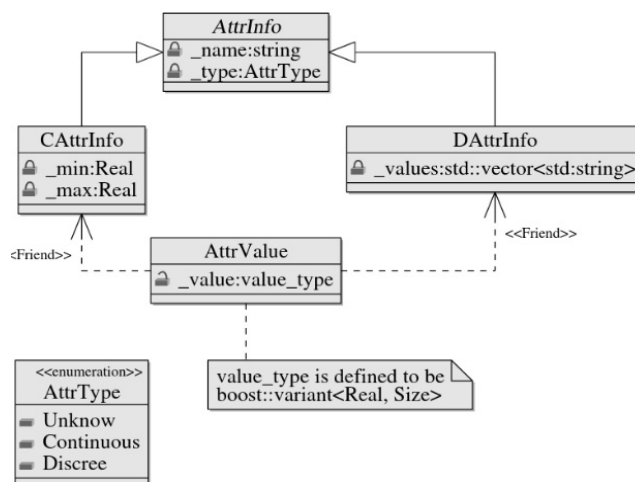 AttrInfo
_name:string
_type:AttrType
CAttrInfo
_min:Real
_max:Real
DAttrInfo
_values:std::vector<std:string>
<Friend>>
<<Friend>>
AttrValue
_value:value_type
value_type is defined to be
boost::variant<Real, Size>
<<enumeration>>
AttrType
Unknow
Continuous
Discree